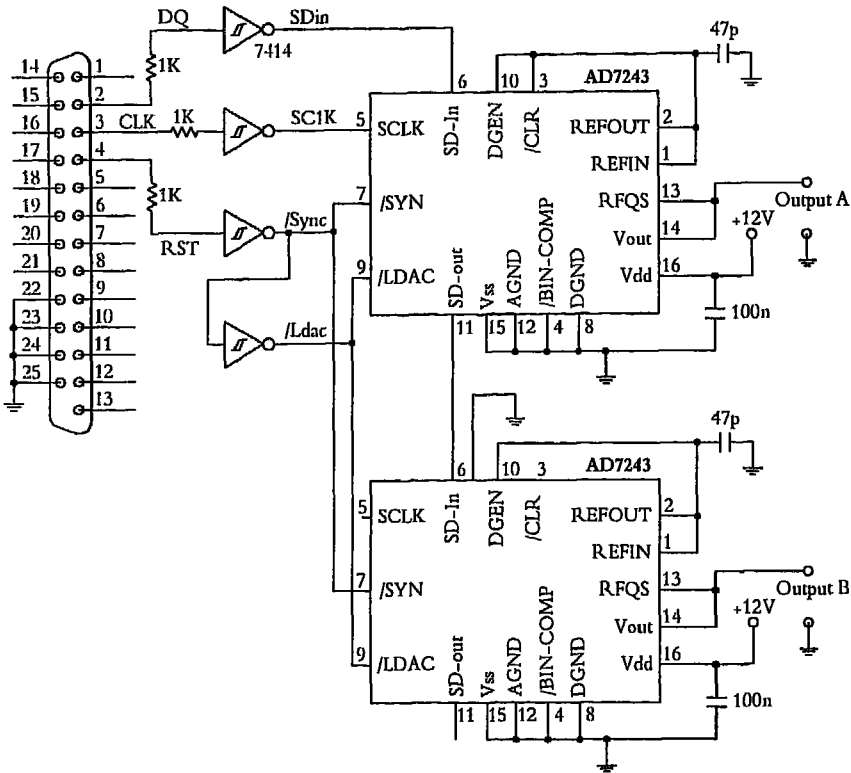 DQ
SDin
7414
1K
14
1
15
2
16
3
CLK
1K
SC1K
17
4
18
5
1K
19
6
20
7
RST
/Sync
21
8
22
9
23
10
24
11
25
12
13
/Ldac
47p
6
10
3
AD7243
SD-In
DGEN
/CLR
5
SCLK
REFOUT
2
REFIN
1
7
/SYN
RFQS
13
Output A
Vout
14
+12V
9
/LDAC
Vdd
16
SD-out
Vss
AGND
/BIN-COMP
DGND
100n
11
15
12
4
8
47p
6
10
3
AD7243
SD-In
DGEN
/CLR
5
SCLK
REFOUT
2
REFIN
1
7
/SYN
RFQS
13
Output B
Vout
14
+12V
9
/LDAC
Vdd
16
SD-out
Vss
AGND
/BIN-COMP
DGND
100n
11
15
12
4
8